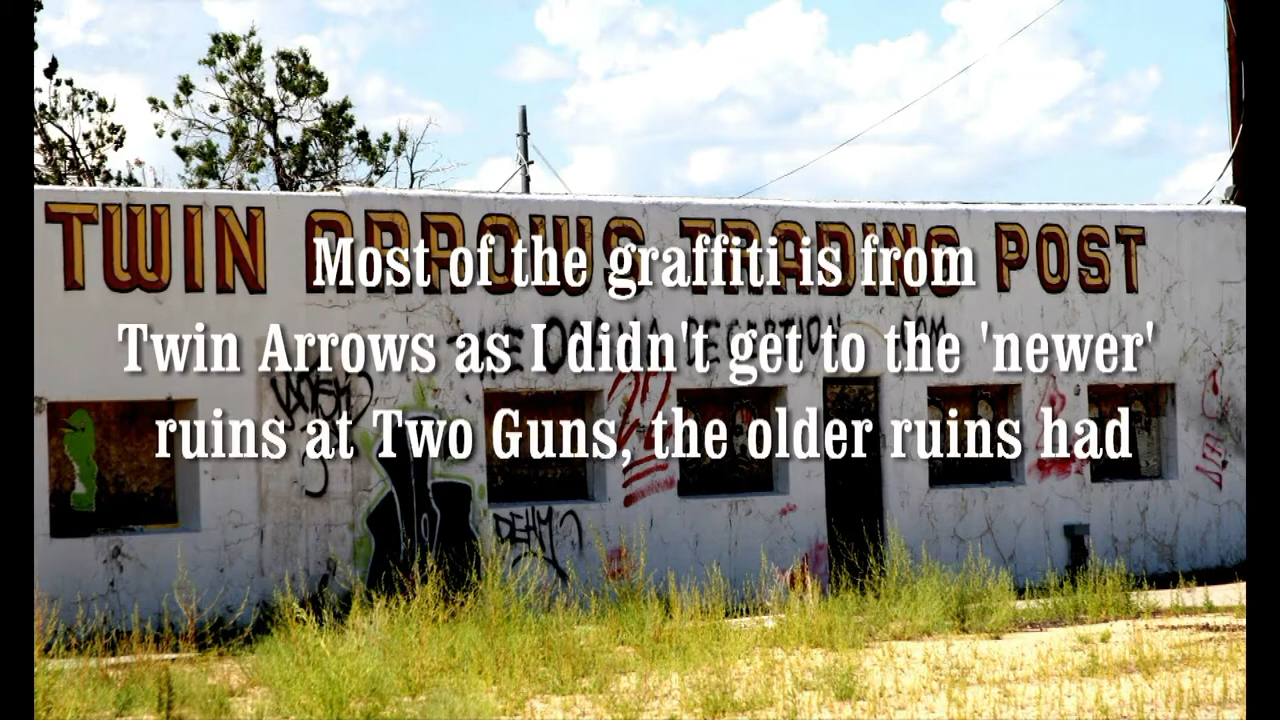 TWIN ARROWS TRADING POST
Most of the graffiti is from
Twin Arrows as I didn't get to the 'newer'
ruins at Two Guns, the older ruins had